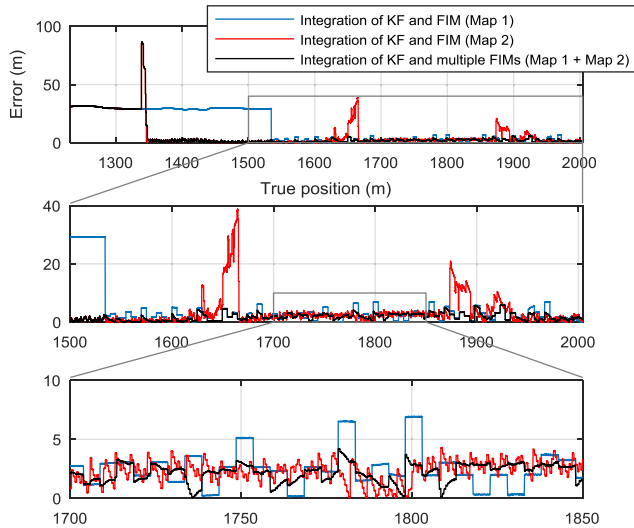 Integration of KF and FIM (Map 1)
Integration of KF and FIM (Map 2)
Integration of KF and multiple FIMs (Map 1 + Map 2)
Error (m)
100
50
0
1300 1400 1500 1600 1700 1800 1900 2000
True position (m)
40
20
0
1500 1600 1700 1800 1900 2000
10
5
0
1700 1750 1800 1850